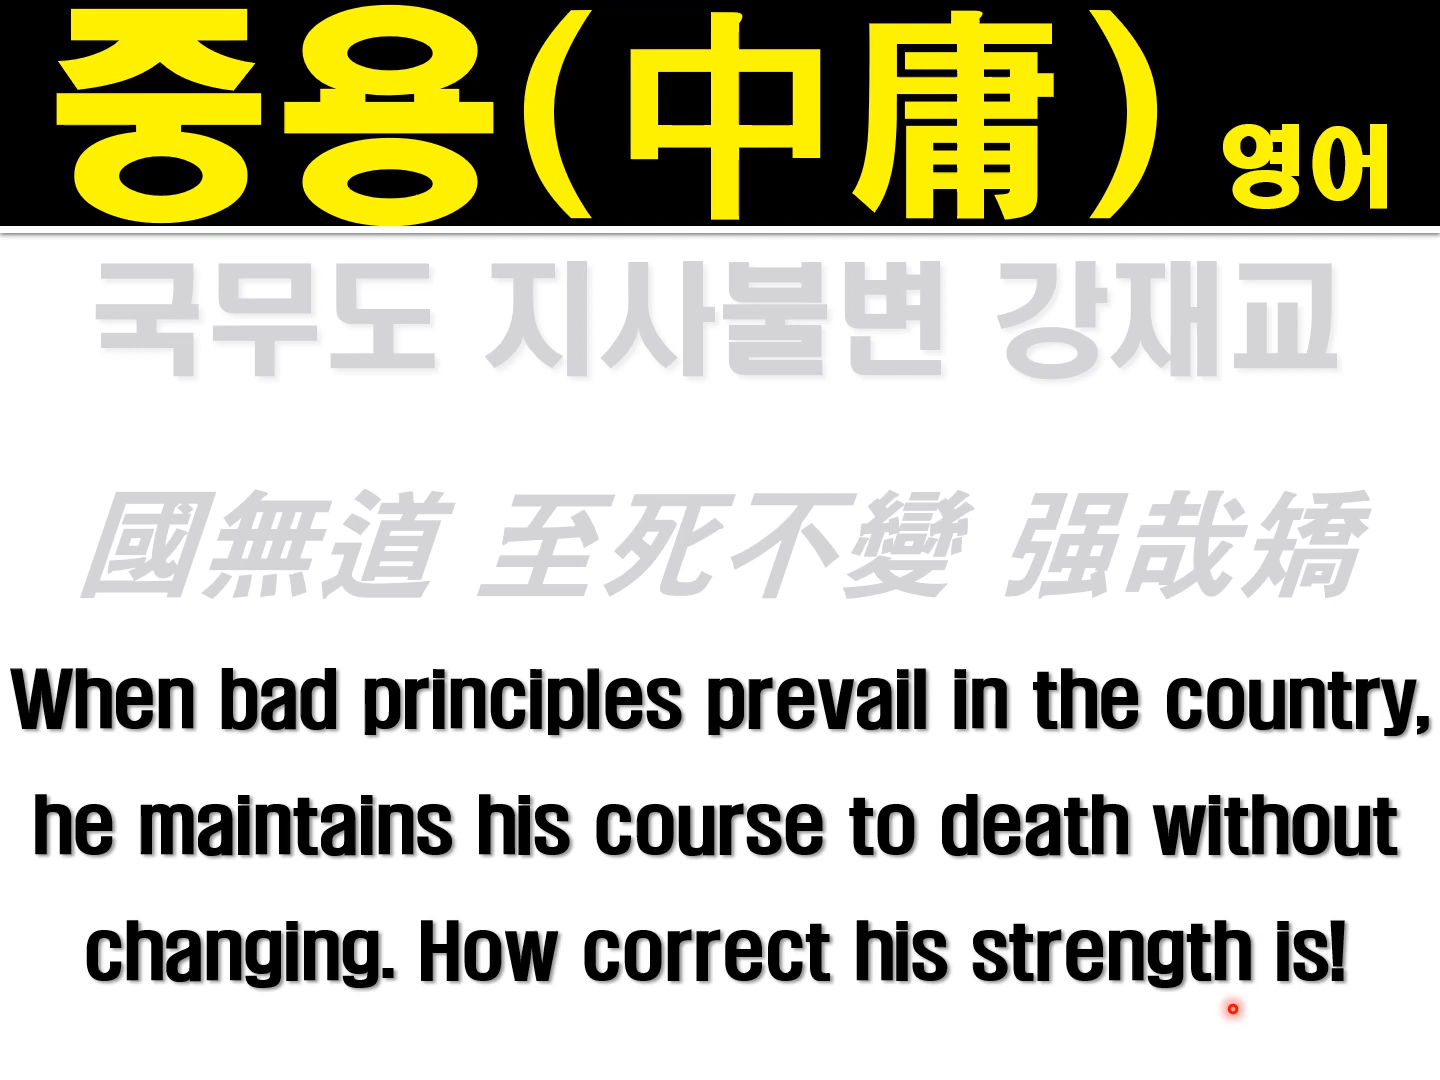 중용(中庸) 영어
국무도 지사불변 강재교
國無道 至死不變 强哉矯
When bad principles prevail in the country,
he maintains his course to death without
changing. How correct his strength is!